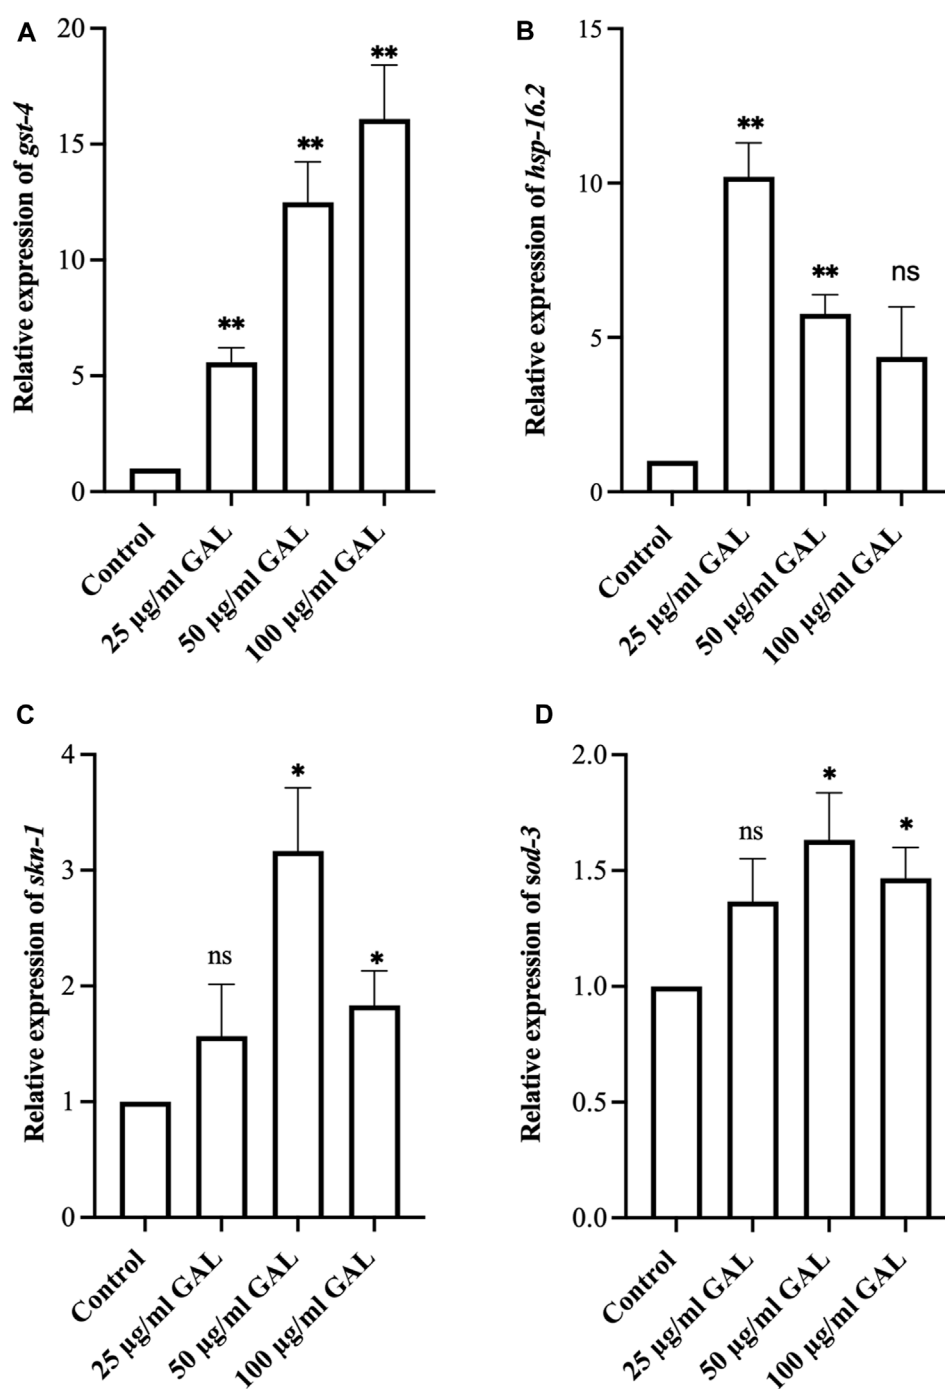 A
Relative expression of gst-4
20
15
10
5
0
** ** **
Control
25 µg/ml GAL
50 µg/ml GAL
100 µg/ml GAL
B
Relative expression of hsp-16.2
15
10
5
0
** ** ns
Control
25 µg/ml GAL
50 µg/ml GAL
100 µg/ml GAL
C
Relative expression of skn-1
4
3
2
1
0
ns * *
Control
25 µg/ml GAL
50 µg/ml GAL
100 µg/ml GAL
D
Relative expression of sod-3
2.0
1.5
1.0
0.5
0.0
ns * *
Control
25 µg/ml GAL
50 µg/ml GAL
100 µg/ml GAL